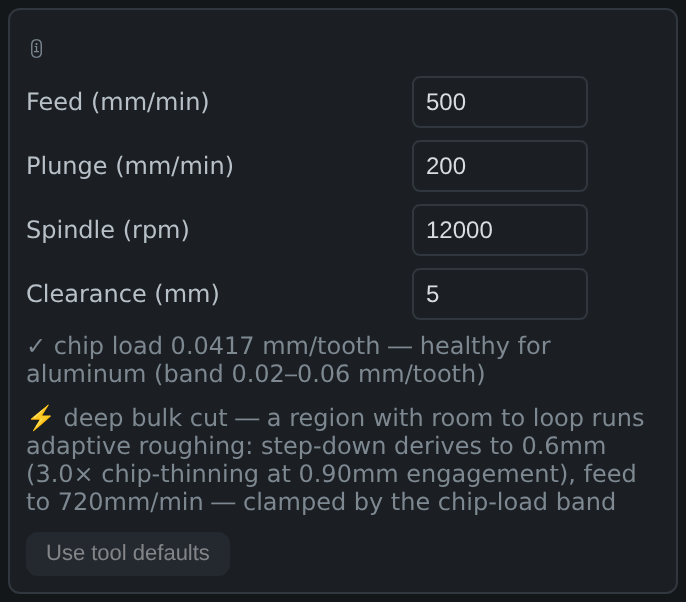 Feed (mm/min) 500
Plunge (mm/min) 200
Spindle (rpm) 12000
Clearance (mm) 5
✓ chip load 0.0417 mm/tooth — healthy for
aluminum (band 0.02–0.06 mm/tooth)
⚡ deep bulk cut — a region with room to loop runs
adaptive roughing: step-down derives to 0.6mm
(3.0× chip-thinning at 0.90mm engagement), feed
to 720mm/min — clamped by the chip-load band
Use tool defaults